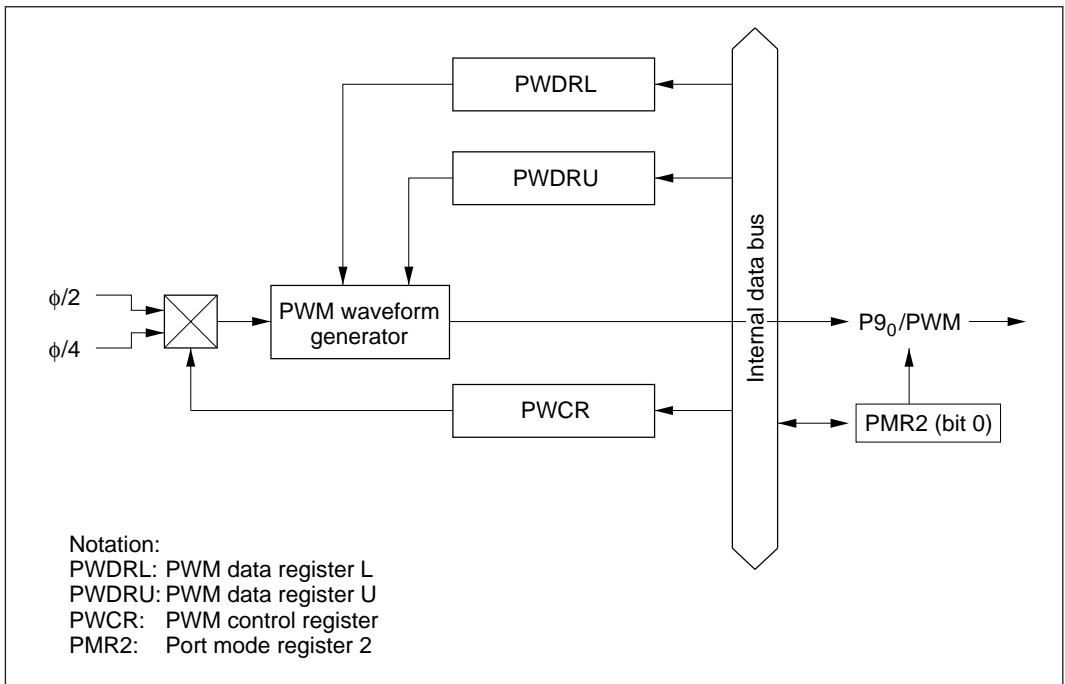 PWDRL
PWDRU
ϕ/2
ϕ/4
PWM waveform
generator
Internal data bus
P9₀/PWM
PWCR
PMR2 (bit 0)
Notation:
PWDRL: PWM data register L
PWDRU: PWM data register U
PWCR: PWM control register
PMR2: Port mode register 2